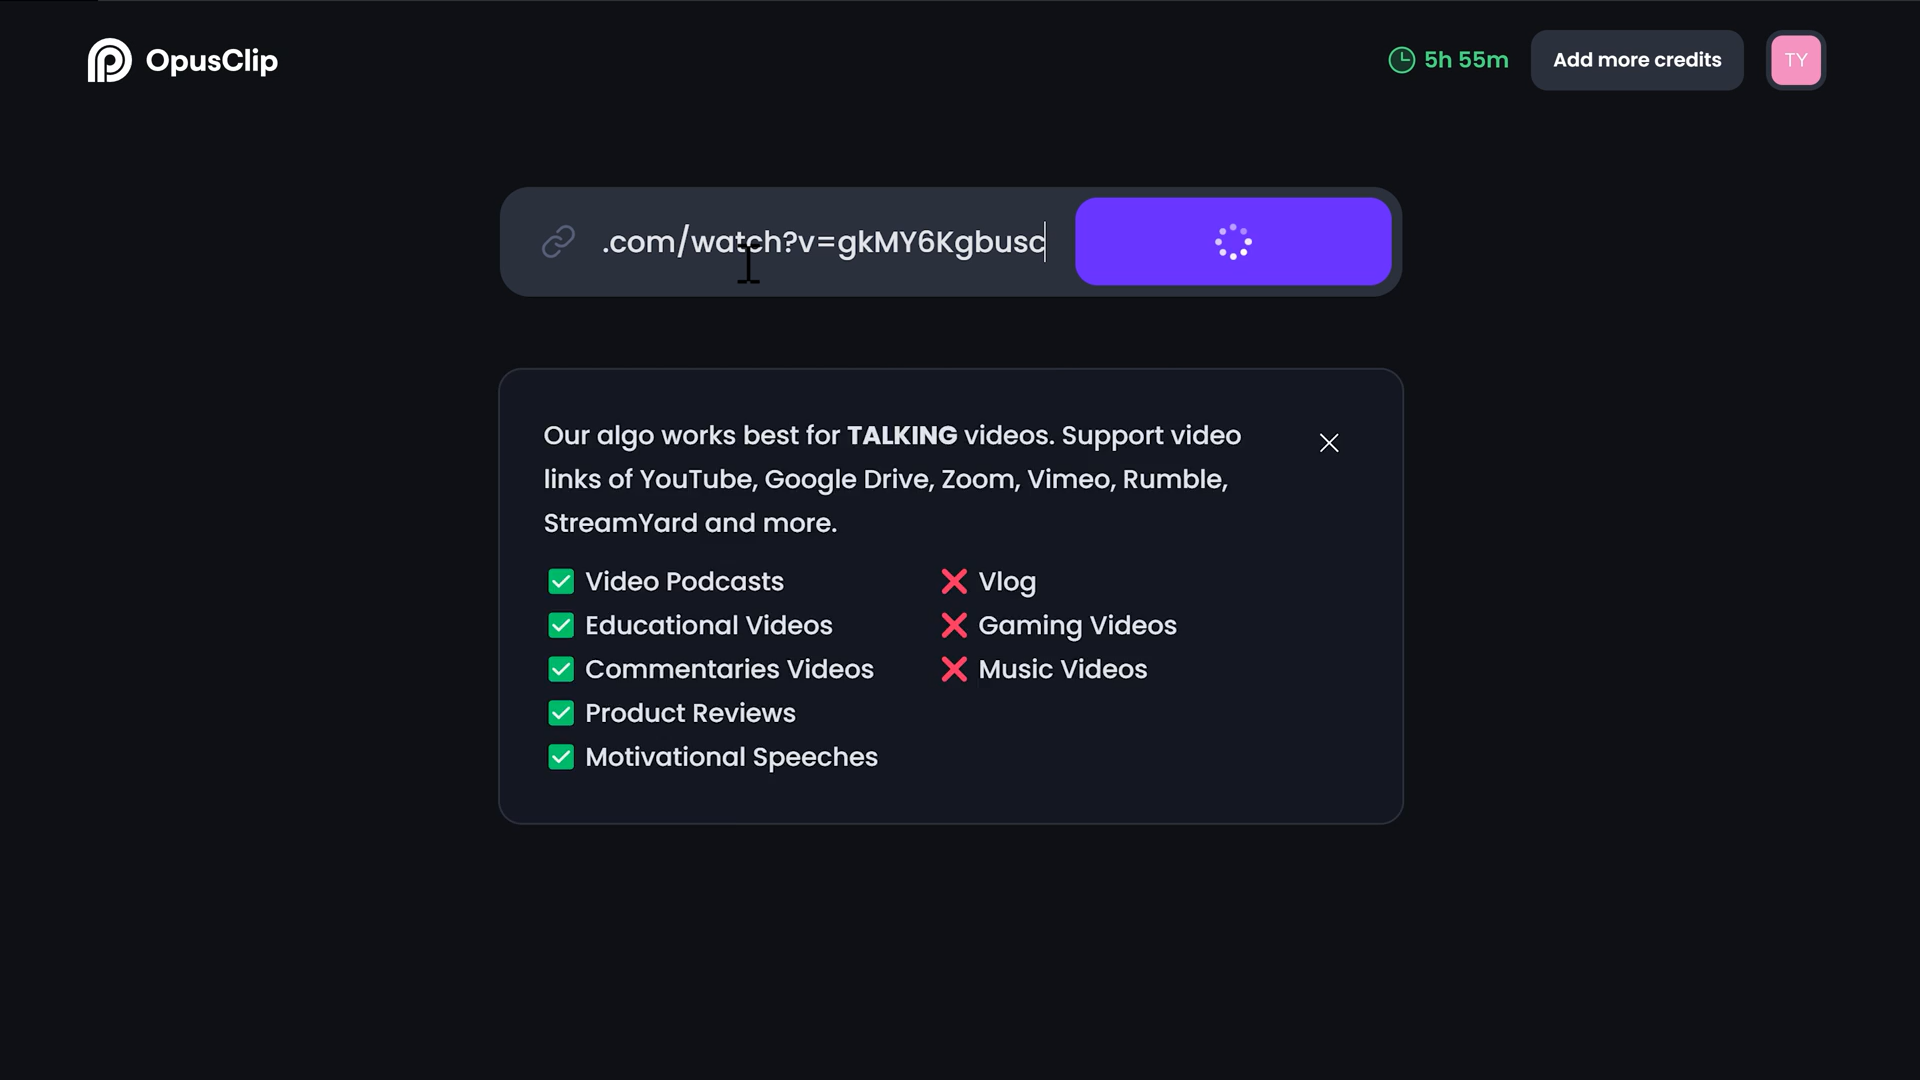 OpusClip
5h 55m
Add more credits
TY
.com/watch?v=gkMY6Kgbusc
Our algo works best for TALKING videos. Support video
links of YouTube, Google Drive, Zoom, Vimeo, Rumble,
StreamYard and more.
✅ Video Podcasts
✅ Educational Videos
✅ Commentaries Videos
✅ Product Reviews
✅ Motivational Speeches
❌ Vlog
❌ Gaming Videos
❌ Music Videos